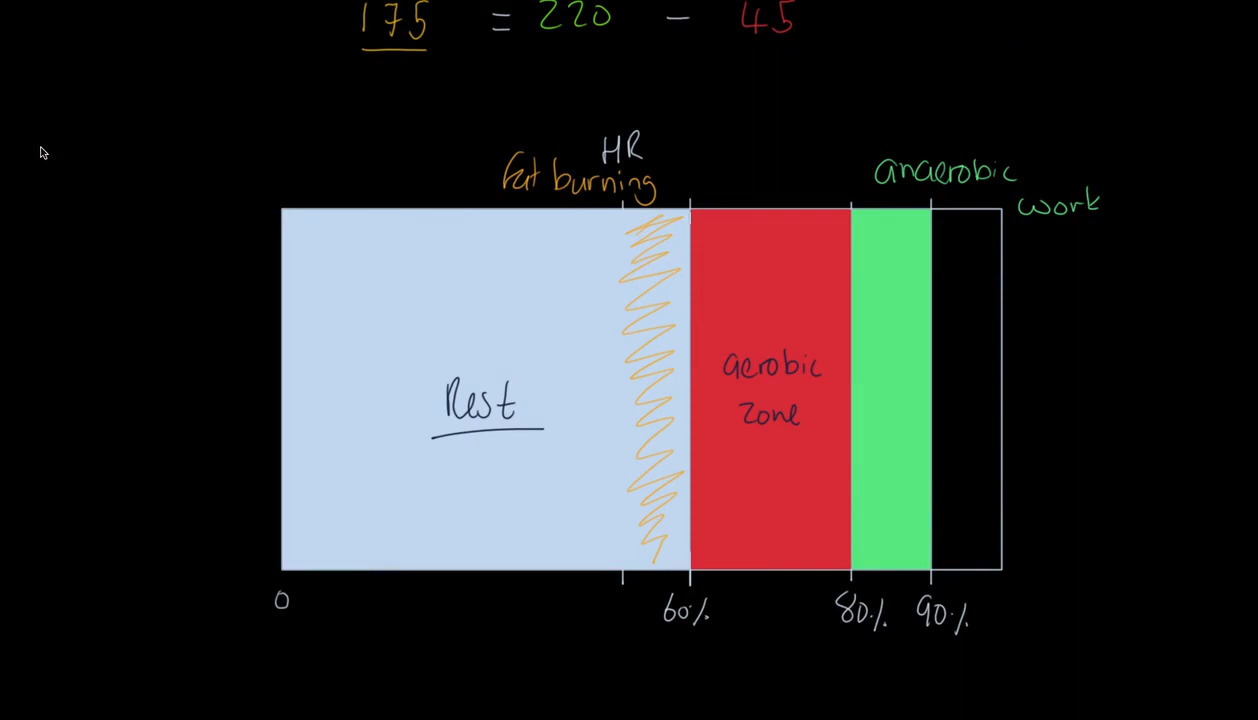 175 = 220 - 45
HR
fat burning
anaerobic
work
Rest
aerobic
zone
0
60%
80%
90%